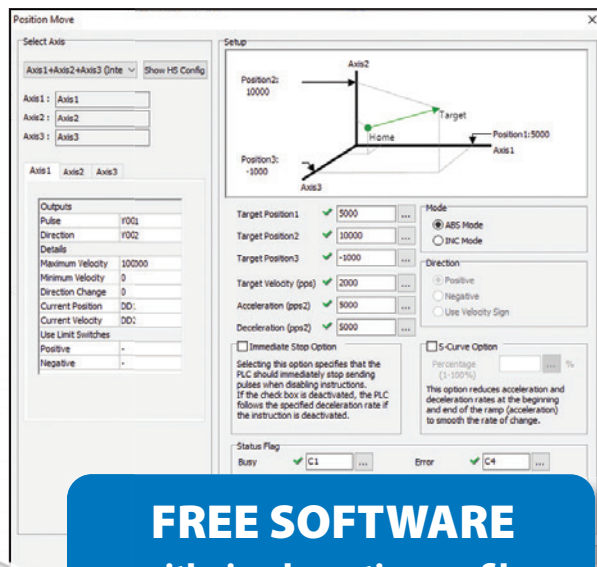 Position Move
Select Axis
Axis1+Axis2+Axis3 (Inte
Show HS Config
Axis1 : Axis1
Axis2 : Axis2
Axis3 : Axis3
Axis1 Axis2 Axis3
Outputs
Pulse Y001
Direction Y002
Details
Maximum Velocity 100000
Minimum Velocity 0
Direction Change 0
Current Position
Current Velocity
Use Limit Switches
Positive -
Negative -
Setup
Axis2
Position2:
10000
Target
Home
Position1:5000
Axis1
Position3:
-1000
Axis3
Target Position1 5000 ...
Target Position2 10000 ...
Target Position3 -1000 ...
Target Velocity (pps) 2000 ...
Acceleration (pps2) 5000 ...
Deceleration (pps2) 5000 ...
Mode
ABS Mode
INC Mode
Direction
Positive
Negative
Use Velocity Sign
Immediate Stop Option
Selecting this option specifies that the
PLC should immediately stop sending
pulses when disabling instructions.
If the check box is deactivated, the PLC
follows the specified deceleration rate if
the instruction is deactivated.
S-Curve Option
Percentage
(1-100%)
... %
This option reduces acceleration and
deceleration rates at the beginning
and end of the ramp (acceleration)
to smooth the rate of change.
Status Flag
Busy C1 ...
Error C4 ...
FREE SOFTWARE